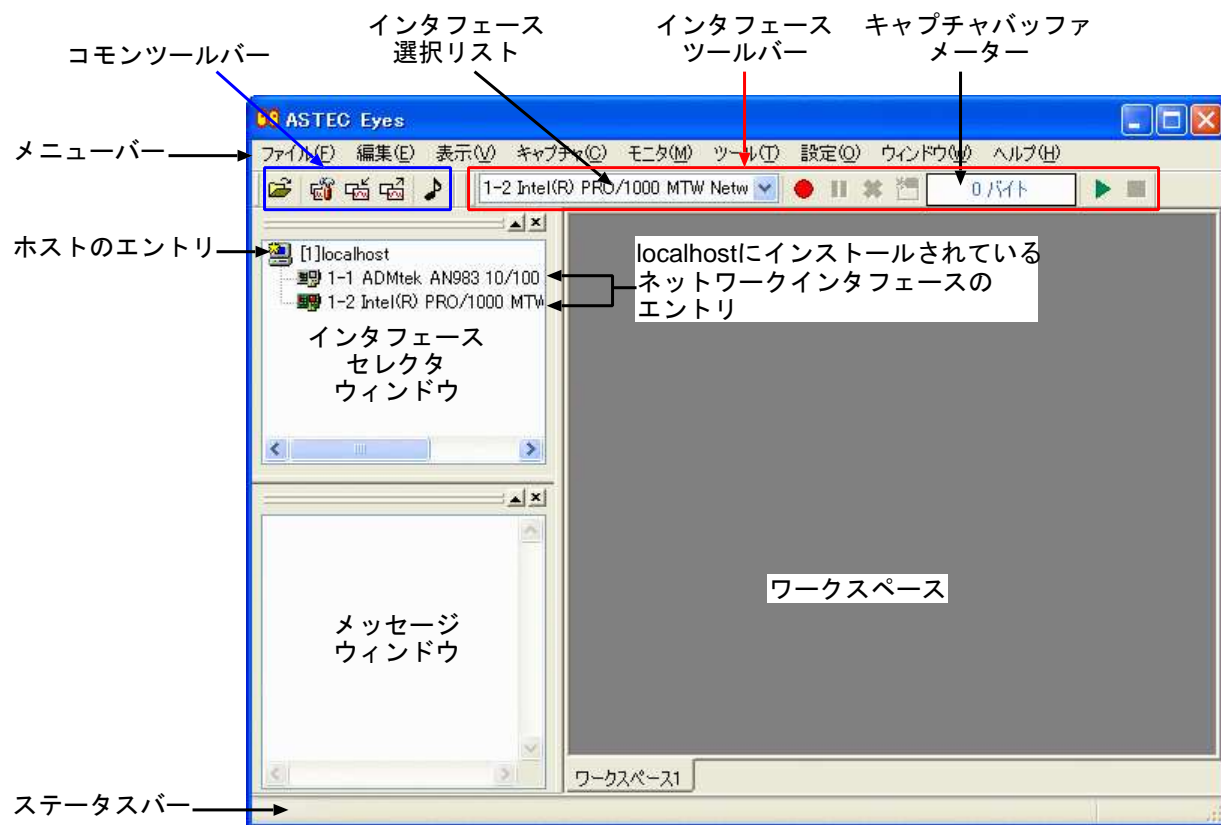 インタフェース
選択リスト
インタフェース
ツールバー
キャプチャバッファ
メーター
コモンツールバー
ASTEC Eyes
メニューバー
ファイル(F) 編集(E) 表示(V) キャプチャ(C) モニタ(M) ツール(T) 設定(O) ウィンドウ(W) ヘルプ(H)
1-2 Intel(R) PRO/1000 MTW Netw
0 バイト
ホストのエントリ
[1]localhost
1-1 ADMtek AN983 10/100
1-2 Intel(R) PRO/1000 MTW
localhostにインストールされている
ネットワークインタフェースの
エントリ
インタフェース
セレクタ
ウィンドウ
メッセージ
ウィンドウ
ワークスペース
ワークスペース1
ステータスバー